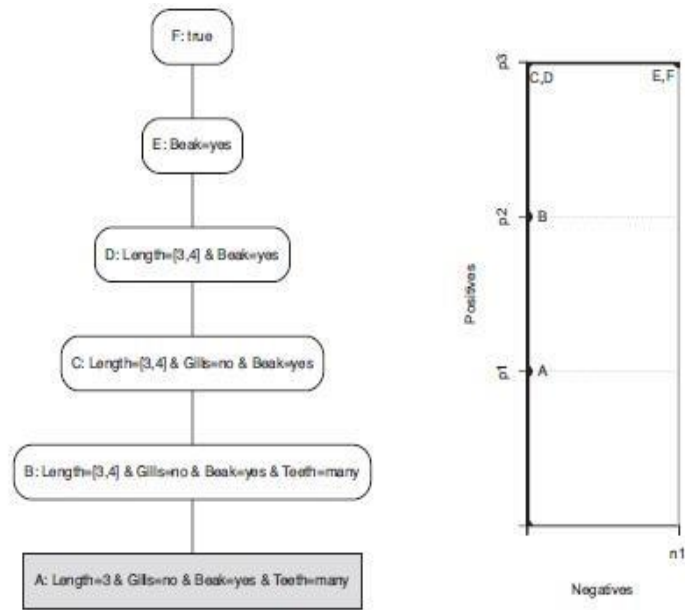 F: true
E: Beak=yes
D: Length=[3,4] & Beak=yes
C: Length=[3,4] & Gills=no & Beak=yes
B: Length=[3,4] & Gills=no & Beak=yes & Teeth=many
A: Length=3 & Gills=no & Beak=yes & Teeth=many
p3
C,D
E,F
p2
B
Positives
p1
A
n1
Negatives